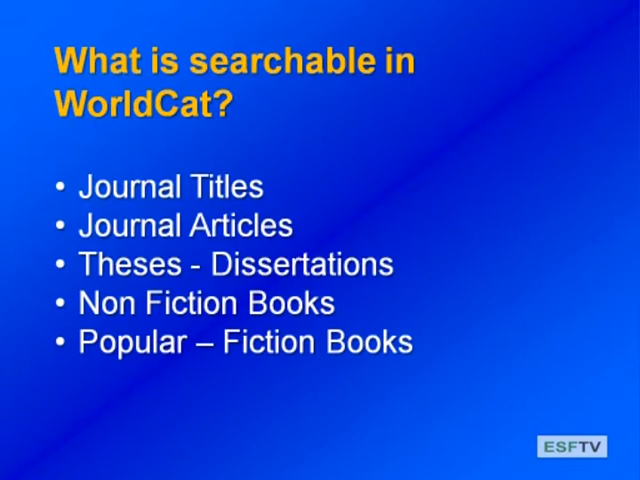 What is searchable in
WorldCat?
• Journal Titles
• Journal Articles
• Theses - Dissertations
• Non Fiction Books
• Popular – Fiction Books
ESFTV